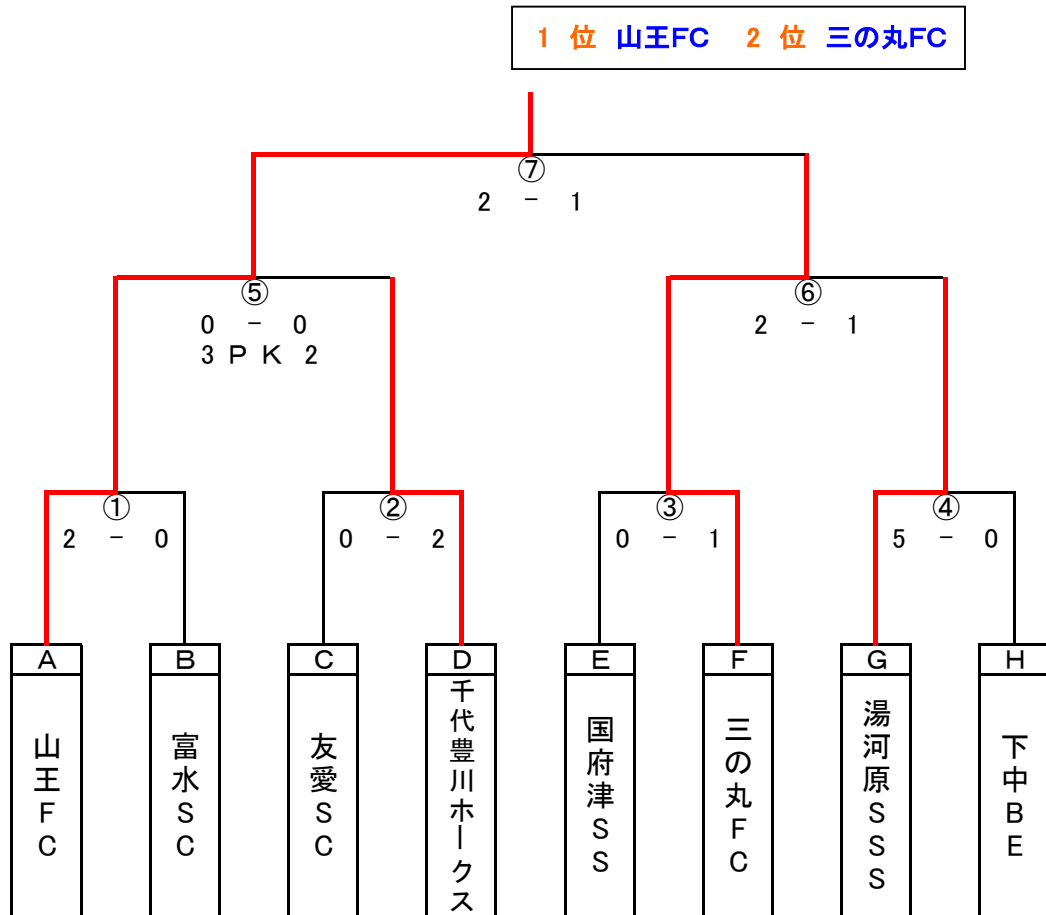 1 位 山王FC 2 位 三の丸FC
⑦
2 - 1
⑤ ⑥
0 - 0 2 - 1
3 P K 2
① ② ③ ④
2 - 0 0 - 2 0 - 1 5 - 0
A B C D E F G H
山王FC
富水SC
友愛SC
千代豊川ホークス
国府津SS
三の丸FC
湯河原SSS
下中BE